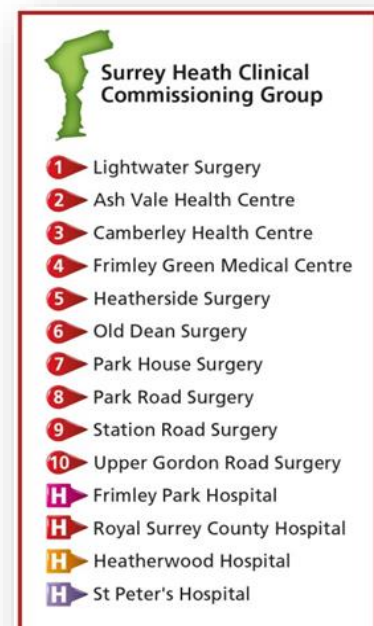 Surrey Heath Clinical
Commissioning Group
1 Lightwater Surgery
2 Ash Vale Health Centre
3 Camberley Health Centre
4 Frimley Green Medical Centre
5 Heatherside Surgery
6 Old Dean Surgery
7 Park House Surgery
8 Park Road Surgery
9 Station Road Surgery
10 Upper Gordon Road Surgery
H Frimley Park Hospital
H Royal Surrey County Hospital
H Heatherwood Hospital
H St Peter's Hospital